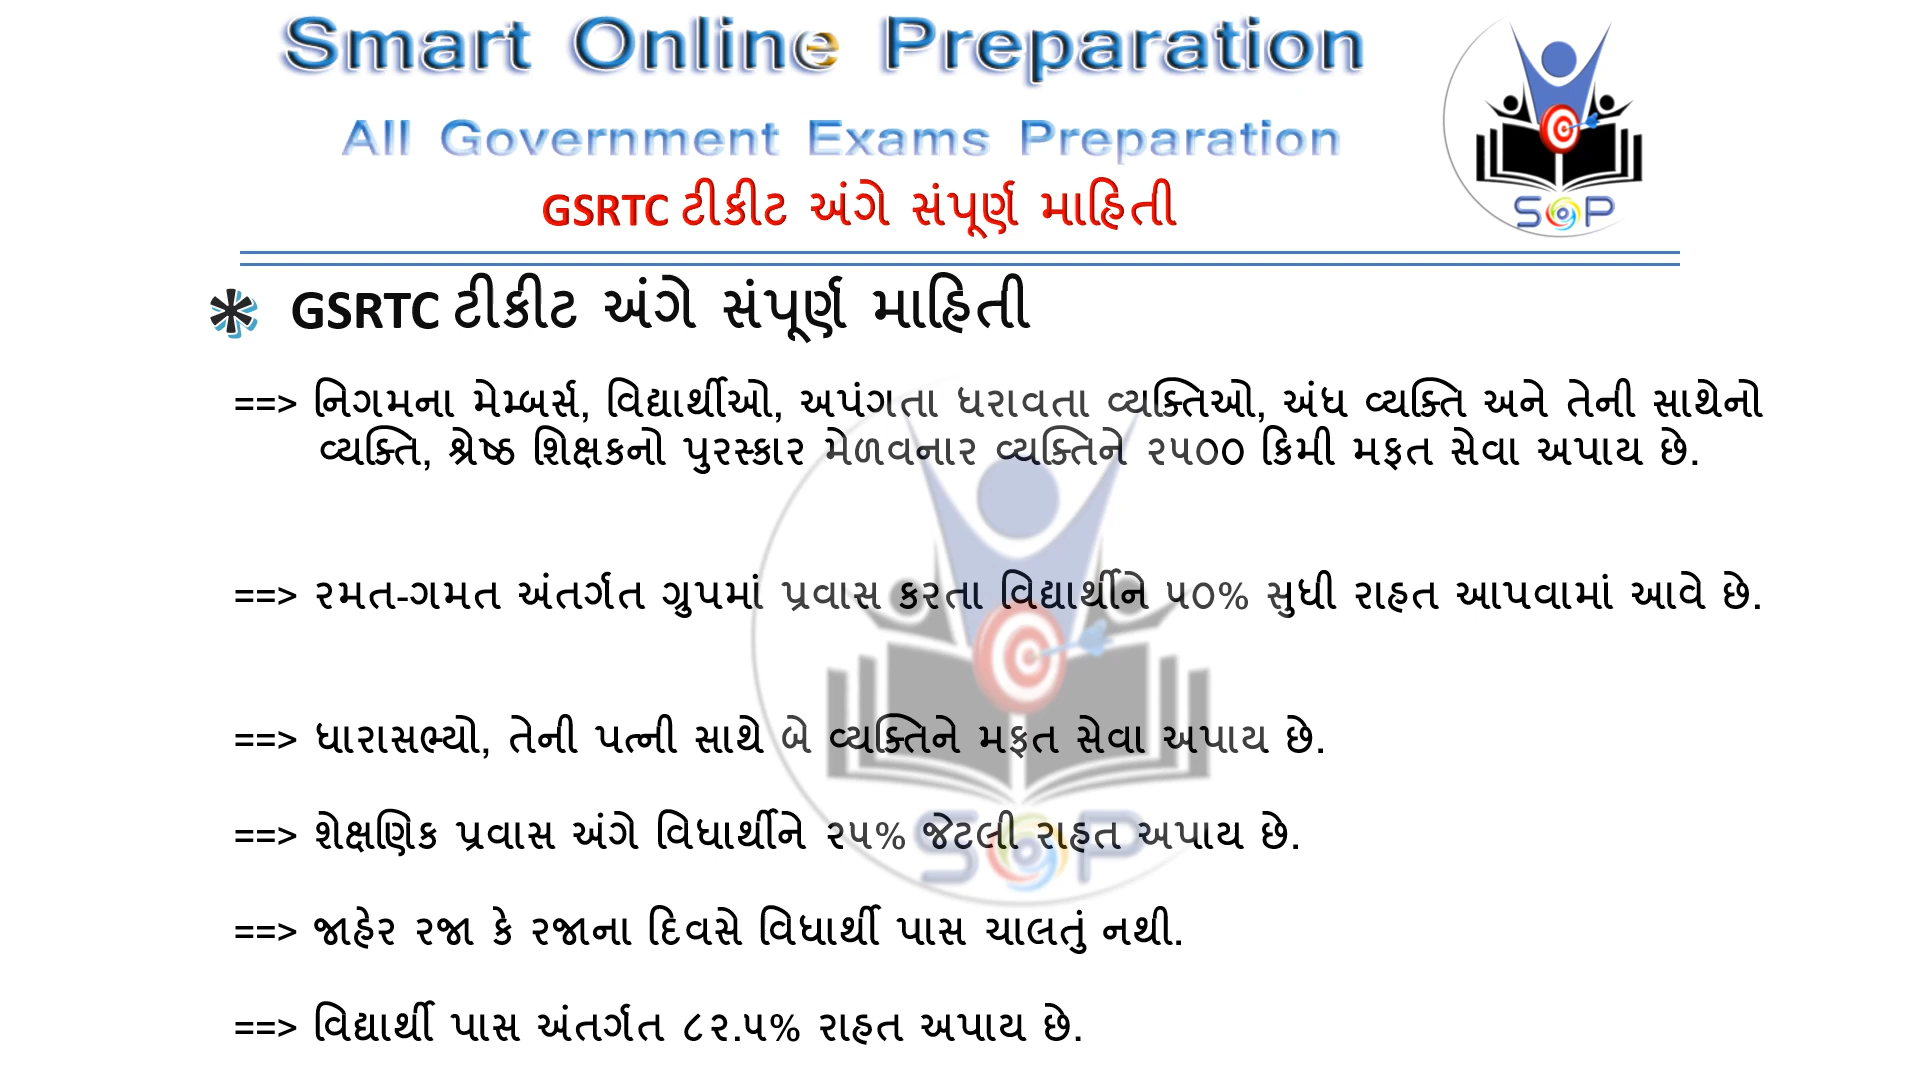 Smart Online Preparation
All Government Exams Preparation
GSRTC ટીકીટ અંગે સંપૂર્ણ માહિતી
SOP
* GSRTC ટીકીટ અંગે સંપૂર્ણ માહિતી
==> નિગમના મેમ્બર્સ, વિદ્યાર્થીઓ, અપંગતા ધરાવતા વ્યક્તિઓ, અંધ વ્યક્તિ અને તેની સાથેનો
વ્યક્તિ, શ્રેષ્ઠ શિક્ષકનો પુરસ્કાર મેળવનાર વ્યક્તિને ૨૫૦૦ કિમી મફત સેવા અપાય છે.
==> રમત-ગમત અંતર્ગત ગ્રુપમાં પ્રવાસ કરતા વિદ્યાર્થીને ૫૦% સુધી રાહત આપવામાં આવે છે.
==> ધારાસભ્યો, તેની પત્ની સાથે બે વ્યક્તિને મફત સેવા અપાય છે.
==> શેક્ષણિક પ્રવાસ અંગે વિધાર્થીને ૨૫% જેટલી રાહત અપાય છે.
SOP
==> જાહેર રજા કે રજાના દિવસે વિધાર્થી પાસ ચાલતું નથી.
==> વિદ્યાર્થી પાસ અંતર્ગત ૮૨.૫% રાહત અપાય છે.